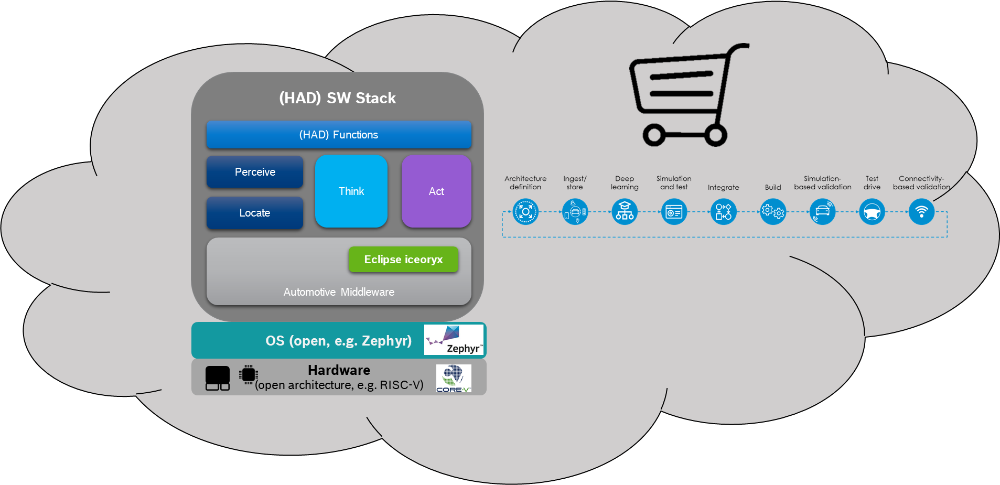 (HAD) SW Stack
(HAD) Functions
Perceive
Locate
Think
Act
Eclipse iceoryx
Automotive Middleware
OS (open, e.g. Zephyr)
Zephyr™
Hardware
(open architecture, e.g. RISC-V)
CORE-V™
Architecture
definition
Ingest/
store
Deep
learning
Simulation
and test
Integrate
Build
Simulation-
based validation
Test
drive
Connectivity-
based validation